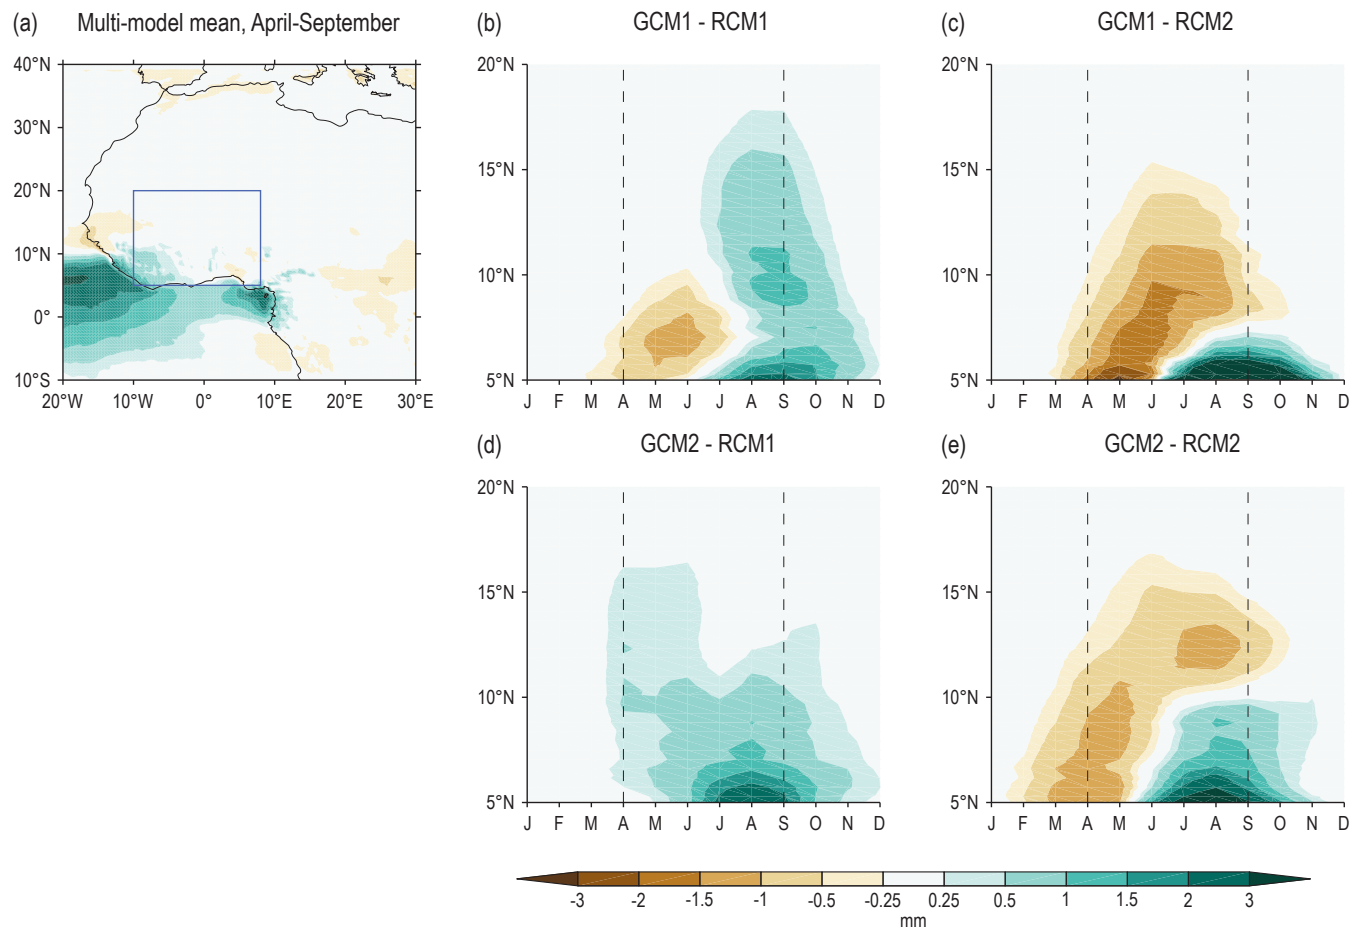 (a) Multi-model mean, April-September
40°N
30°N
20°N
10°N
0°
10°S
20°W 10°W 0° 10°E 20°E 30°E
(b) GCM1 - RCM1
20°N
15°N
10°N
5°N
J F M A M J J A S O N D
(c) GCM1 - RCM2
20°N
15°N
10°N
5°N
J F M A M J J A S O N D
(d) GCM2 - RCM1
20°N
15°N
10°N
5°N
J F M A M J J A S O N D
(e) GCM2 - RCM2
20°N
15°N
10°N
5°N
J F M A M J J A S O N D
-3 -2 -1.5 -1 -0.5 -0.25 0.25 0.5 1 1.5 2 3
mm